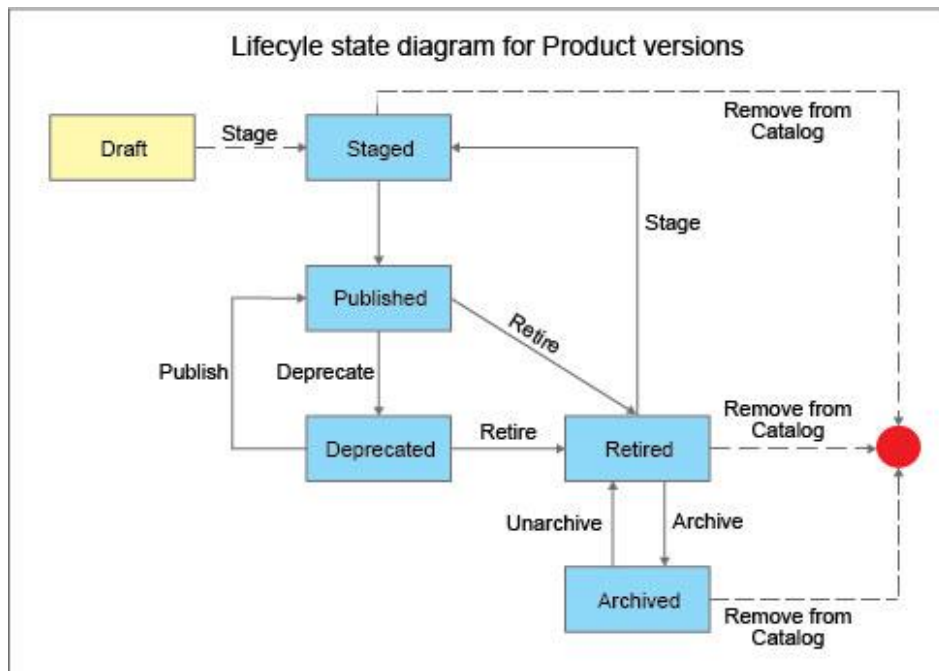 Lifecyle state diagram for Product versions
Remove from
Catalog
Draft
Stage
Staged
Stage
Published
Retire
Publish
Deprecate
Deprecated
Retire
Retired
Remove from
Catalog
Unarchive
Archive
Archived
Remove from
Catalog